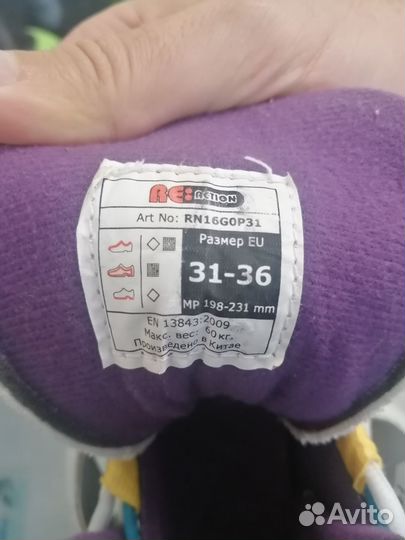 RE:ACTION
Art No: RN16G0P31
Размер EU
31-36
MP 198-231 mm
EN 13843:2009
Макс. вес: 60 кг.
Произведено в Китае
Avito